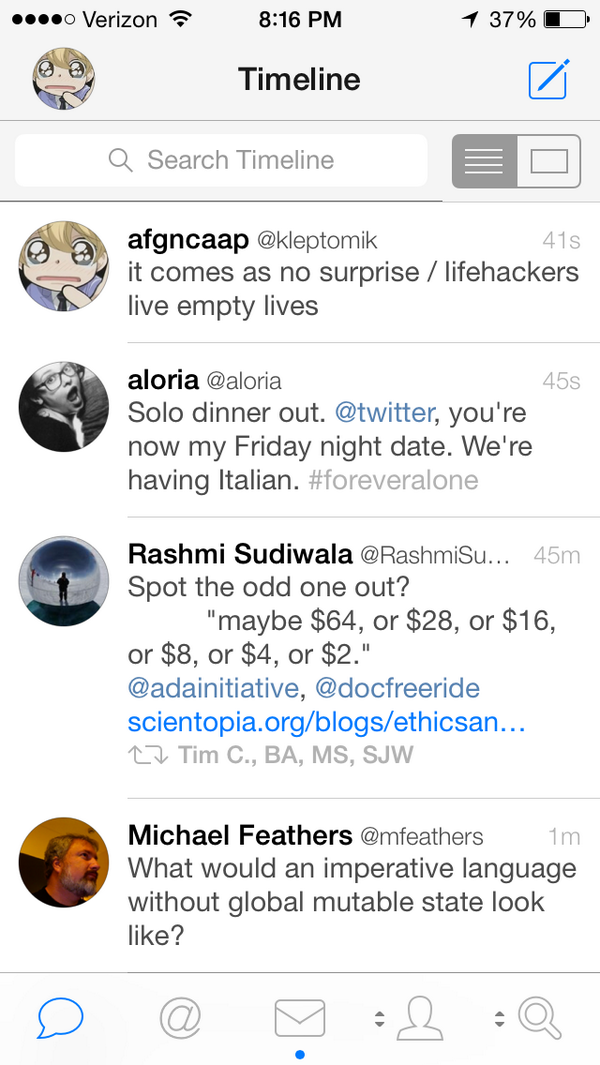 Verizon 8:16 PM 37%
Timeline
Search Timeline
afgncaap @kleptomik 41s
it comes as no surprise / lifehackers
live empty lives
aloria @aloria 45s
Solo dinner out. @twitter, you're
now my Friday night date. We're
having Italian. #foreveralone
Rashmi Sudiwala @RashmiSu... 45m
Spot the odd one out?
"maybe $64, or $28, or $16,
or $8, or $4, or $2."
@adainitiative, @docfreeride
scientopia.org/blogs/ethicsan...
Tim C., BA, MS, SJW
Michael Feathers @mfeathers 1m
What would an imperative language
without global mutable state look
like?